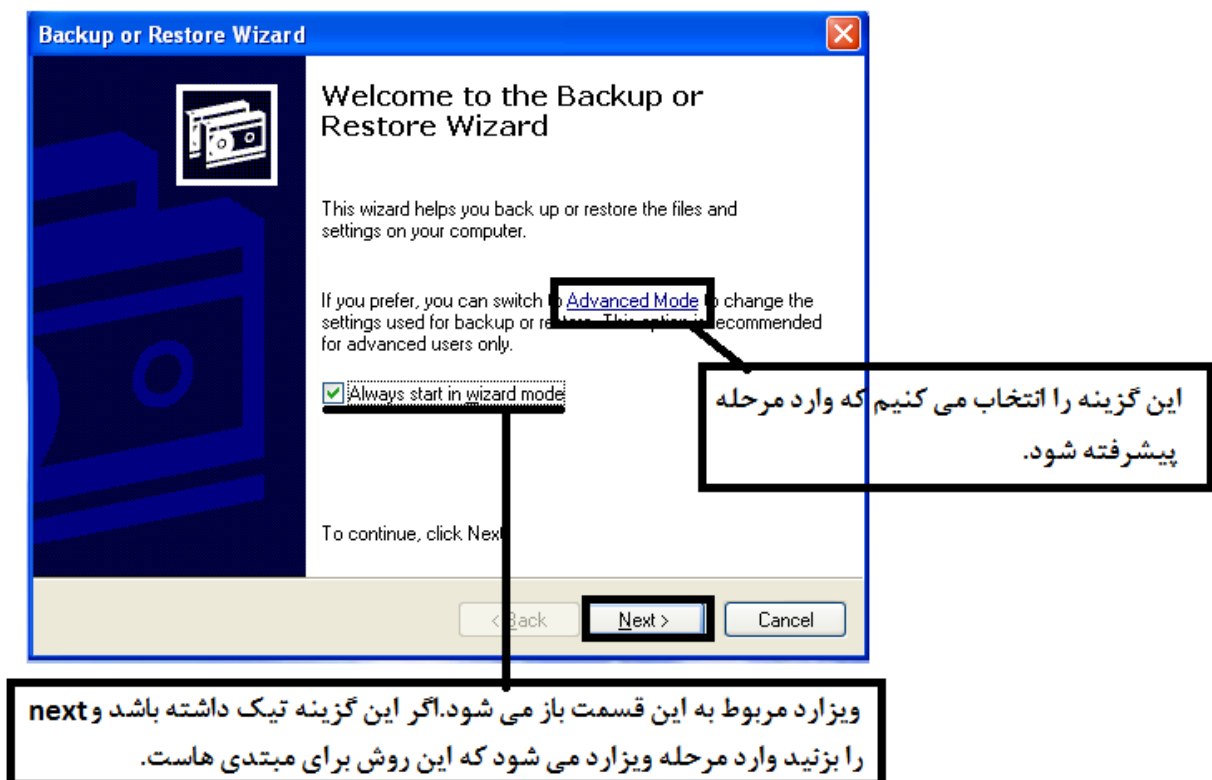 Backup or Restore Wizard
Welcome to the Backup or
Restore Wizard
This wizard helps you back up or restore the files and
settings on your computer.
If you prefer, you can switch Advanced Mode change the
settings used for backup or This option is recommended
for advanced users only.
Always start in wizard mode
این گزینه را انتخاب می کنیم که وارد مرحله
پیشرفته شود.
To continue, click Next
< Back
Next >
Cancel
ویزارد مربوط به این قسمت باز می شود.اگر این گزینه تیک داشته باشد و next
را بزنید وارد مرحله ویزارد می شود که این روش برای مبتدی هاست.